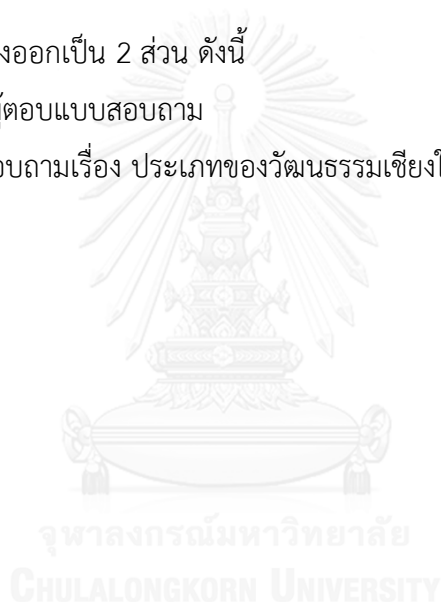 งออกเป็น 2 ส่วน ดังนี้
ู้ตอบแบบสอบถาม
อบถามเรื่อง ประเภทของวัฒนธรรมเชียงใ
จุฬาลงกรณ์มหาวิทยาลัย
CHULALONGKORN UNIVERSITY